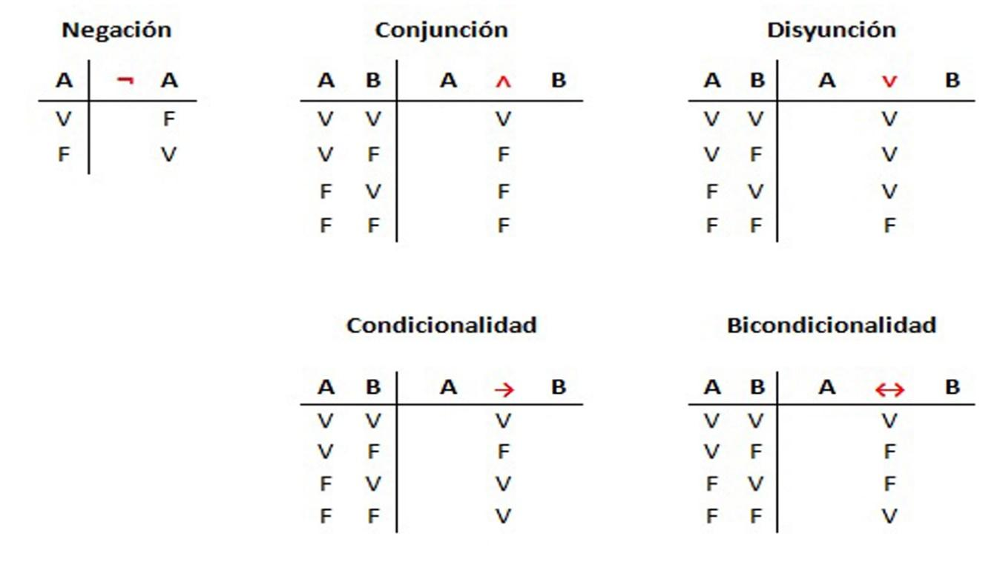 Negación Conjunción Disyunción
A ¬ A A B A ∧ B A B A ∨ B
V F V V V V V V
F V V F F V F V
F V F F V V
F F F F F F
Condicionalidad Bicondicionalidad
A B A → B A B A ↔ B
V V V V V V
V F F V F F
F V V F V F
F F V F F V